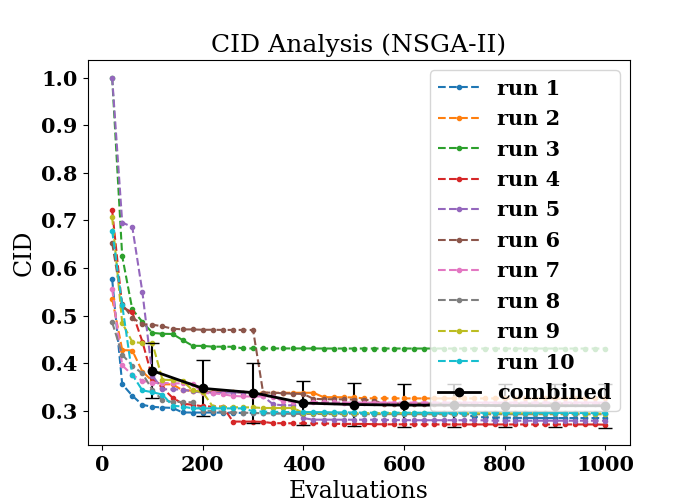 CID Analysis (NSGA-II)
CID
1.0
0.9
0.8
0.7
0.6
0.5
0.4
0.3
run 1
run 2
run 3
run 4
run 5
run 6
run 7
run 8
run 9
run 10
combined
0 200 400 600 800 1000
Evaluations